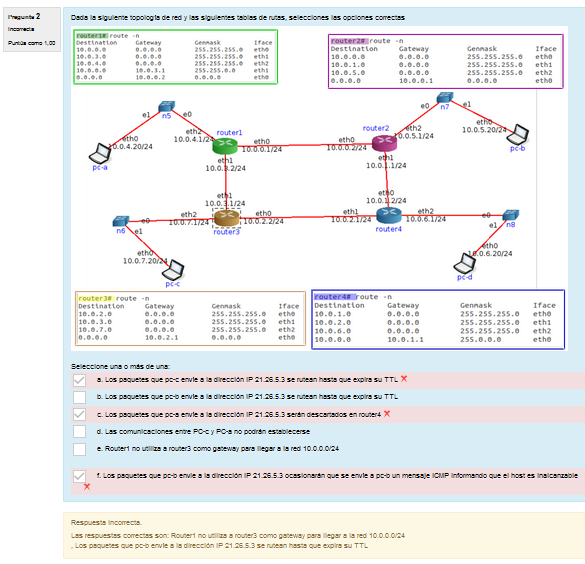 Pregunta 2
Incorrecta
Puntúa como 1,00
Dada la siguiente topología de red y las siguientes tablas de rutas, selecciones las opciones correctas
router1# route -n
Destination Gateway Genmask Iface
10.0.0.0 0.0.0.0 255.255.255.0 eth0
10.0.3.0 0.0.0.0 255.255.255.0 eth1
10.0.4.0 0.0.0.0 255.255.255.0 eth2
10.0.0.0 10.0.3.1 255.255.0.0 eth1
0.0.0.0 10.0.0.2 0.0.0.0 eth0
router2# route -n
Destination Gateway Genmask Iface
10.0.0.0 0.0.0.0 255.255.255.0 eth0
10.0.1.0 0.0.0.0 255.255.255.0 eth1
10.0.5.0 0.0.0.0 255.255.255.0 eth2
0.0.0.0 10.0.0.1 0.0.0.0 eth0
e1 n5 e0
eth0
10.0.4.20/24
pc-a
eth2
10.0.4.1/24
router1
eth0
10.0.0.1/24
eth1
10.0.3.2/24
router2
eth0
10.0.0.2/24
eth2
10.0.5.1/24
eth1
10.0.1.1/24
e0 n7 e1
eth0
10.0.5.20/24
pc-b
eth1
10.0.3.1/24
eth2
10.0.7.1/24
router3
eth0
10.0.2.2/24
eth0
10.0.1.2/24
eth1
10.0.2.1/24
router4
eth2
10.0.6.1/24
n6 e0
e1
eth0
10.0.7.20/24
pc-c
e0 n8
e1
eth0
10.0.6.20/24
pc-d
router3# route -n
Destination Gateway Genmask Iface
10.0.2.0 0.0.0.0 255.255.255.0 eth0
10.0.3.0 0.0.0.0 255.255.255.0 eth1
10.0.7.0 0.0.0.0 255.255.255.0 eth2
0.0.0.0 10.0.2.1 0.0.0.0 eth0
router4# route -n
Destination Gateway Genmask Iface
10.0.1.0 0.0.0.0 255.255.255.0 eth0
10.0.2.0 0.0.0.0 255.255.255.0 eth1
10.0.6.0 0.0.0.0 255.255.255.0 eth2
10.0.0.0 10.0.1.1 255.0.0.0 eth0
Seleccione una o más de una:
a. Los paquetes que pc-c envíe a la dirección IP 21.26.5.3 se rutean hasta que expira su TTL
b. Los paquetes que pc-b envíe a la dirección IP 21.26.5.3 se rutean hasta que expira su TTL
c. Los paquetes que pc-a envíe a la dirección IP 21.26.5.3 serán descartados en router4
d. Las comunicaciones entre PC-c y PC-a no podrán establecerse
e. Router1 no utiliza a router3 como gateway para llegar a la red 10.0.0.0/24
f. Los paquetes que pc-b envíe a la dirección IP 21.26.5.3 ocasionarán que se envíe a pc-b un mensaje ICMP informando que el host es inalcanzable
Respuesta incorrecta.
Las respuestas correctas son: Router1 no utiliza a router3 como gateway para llegar a la red 10.0.0.0/24
, Los paquetes que pc-b envíe a la dirección IP 21.26.5.3 se rutean hasta que expira su TTL